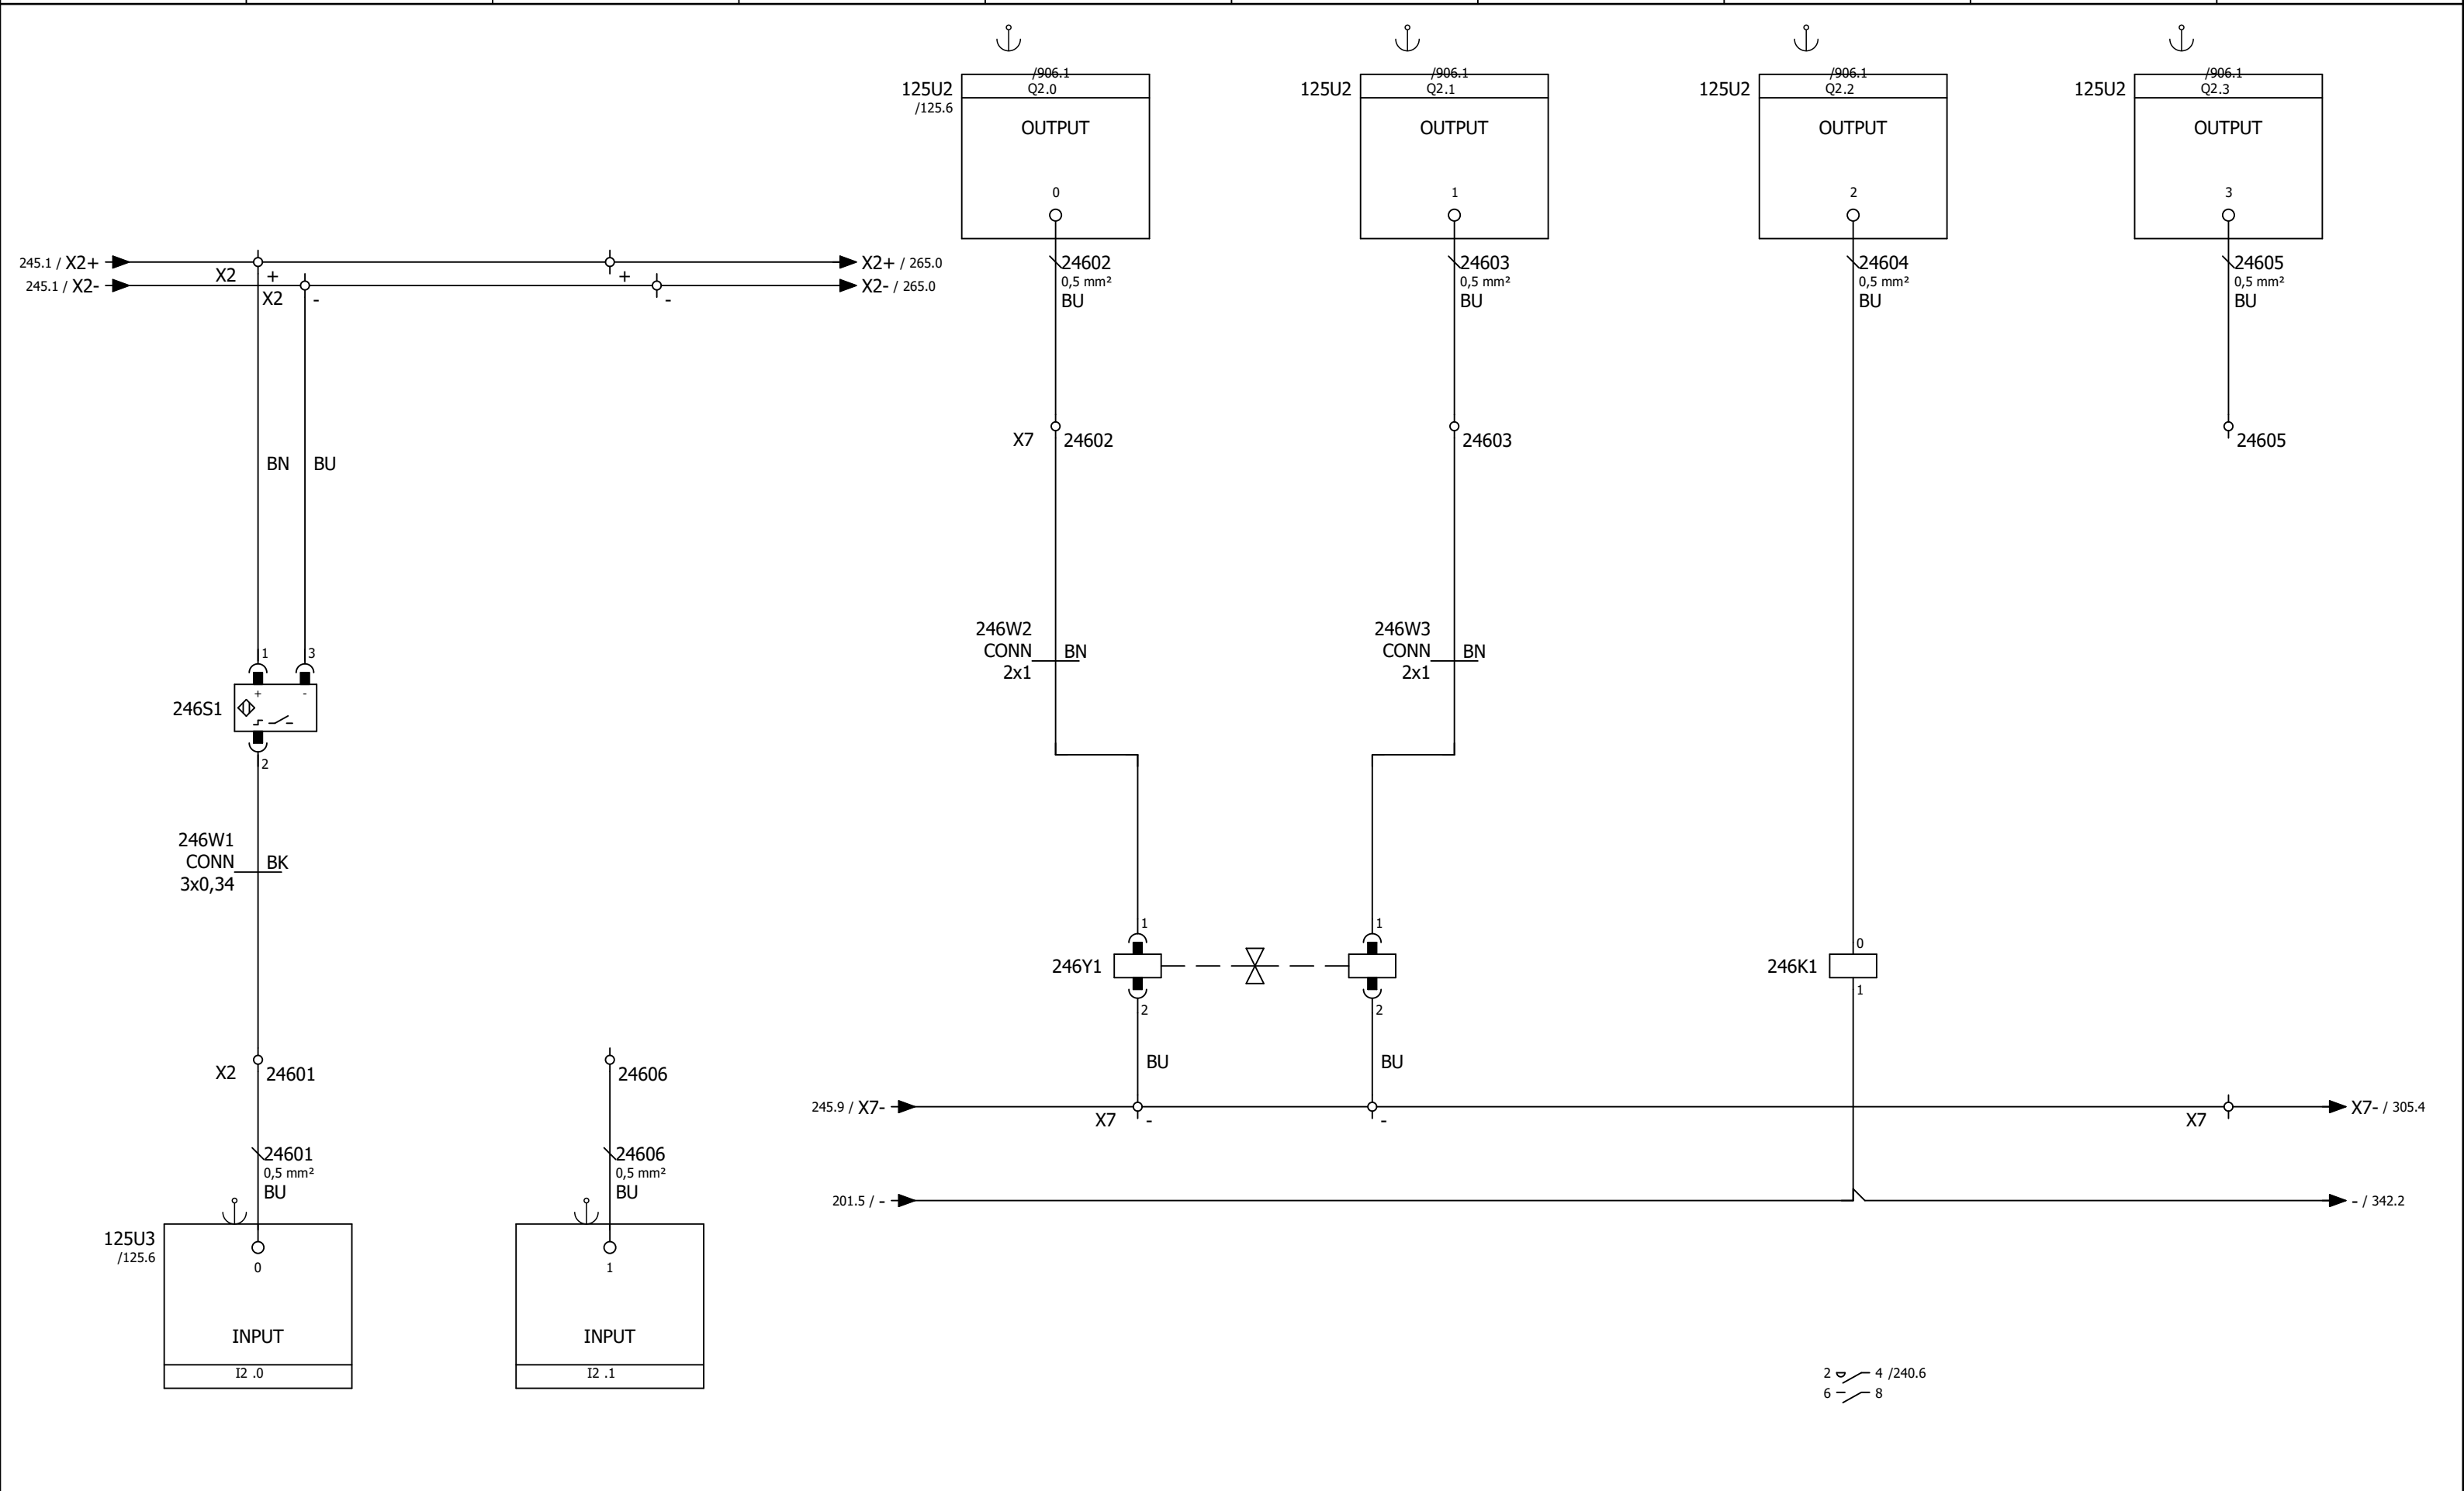 /906.1
/906.1
/906.1
/906.1
125U2
Q2.0
125U2
Q2.1
125U2
Q2.2
125U2
Q2.3
/125.6
OUTPUT
OUTPUT
OUTPUT
OUTPUT
0
1
2
3
245.1 / X2+
X2+ / 265.0
24602
24603
24604
24605
X2
+
+
0,5 mm²
0,5 mm²
0,5 mm²
0,5 mm²
245.1 / X2-
X2- / 265.0
X2
-
-
BU
BU
BU
BU
X7
24602
24603
24605
BN
BU
246W2
246W3
1
3
CONN
BN
CONN
BN
2x1
2x1
+
-
246S1
2
246W1
CONN
BK
3x0,34
1
1
0
246Y1
246K1
2
2
1
BU
BU
X2
24601
24606
245.9 / X7-
X7- / 305.4
X7
-
-
X7
24601
24606
0,5 mm²
0,5 mm²
BU
BU
201.5 / -
- / 342.2
125U3
/125.6
0
1
INPUT
INPUT
I2 .0
I2 .1
2
4 /240.6
6
8